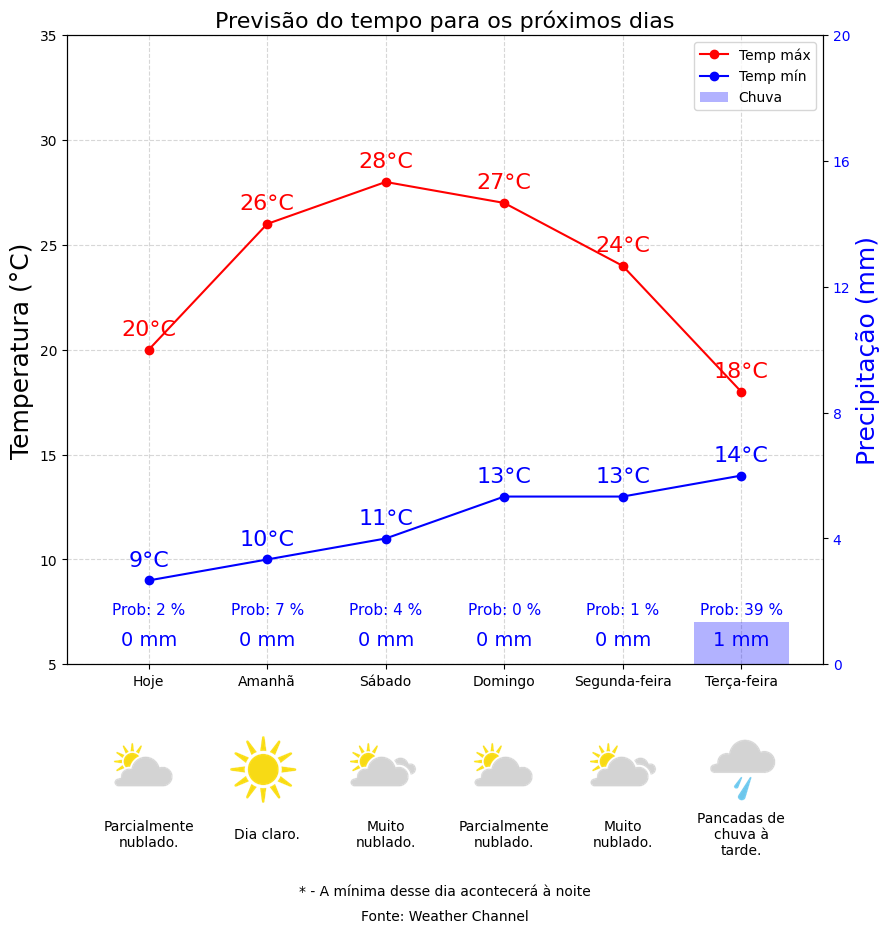 Previsão do tempo para os próximos dias
35
30
25
20
15
10
5
Temperatura (°C)
20
16
12
8
4
0
Precipitação (mm)
Temp máx
Temp mín
Chuva
20°C
26°C
28°C
27°C
24°C
18°C
9°C
10°C
11°C
13°C
13°C
14°C
Prob: 2 %
Prob: 7 %
Prob: 4 %
Prob: 0 %
Prob: 1 %
Prob: 39 %
0 mm
0 mm
0 mm
0 mm
0 mm
1 mm
Hoje
Amanhã
Sábado
Domingo
Segunda-feira
Terça-feira
Parcialmente
nublado.
Dia claro.
Muito
nublado.
Parcialmente
nublado.
Muito
nublado.
Pancadas de
chuva à
tarde.
* - A mínima desse dia acontecerá à noite
Fonte: Weather Channel